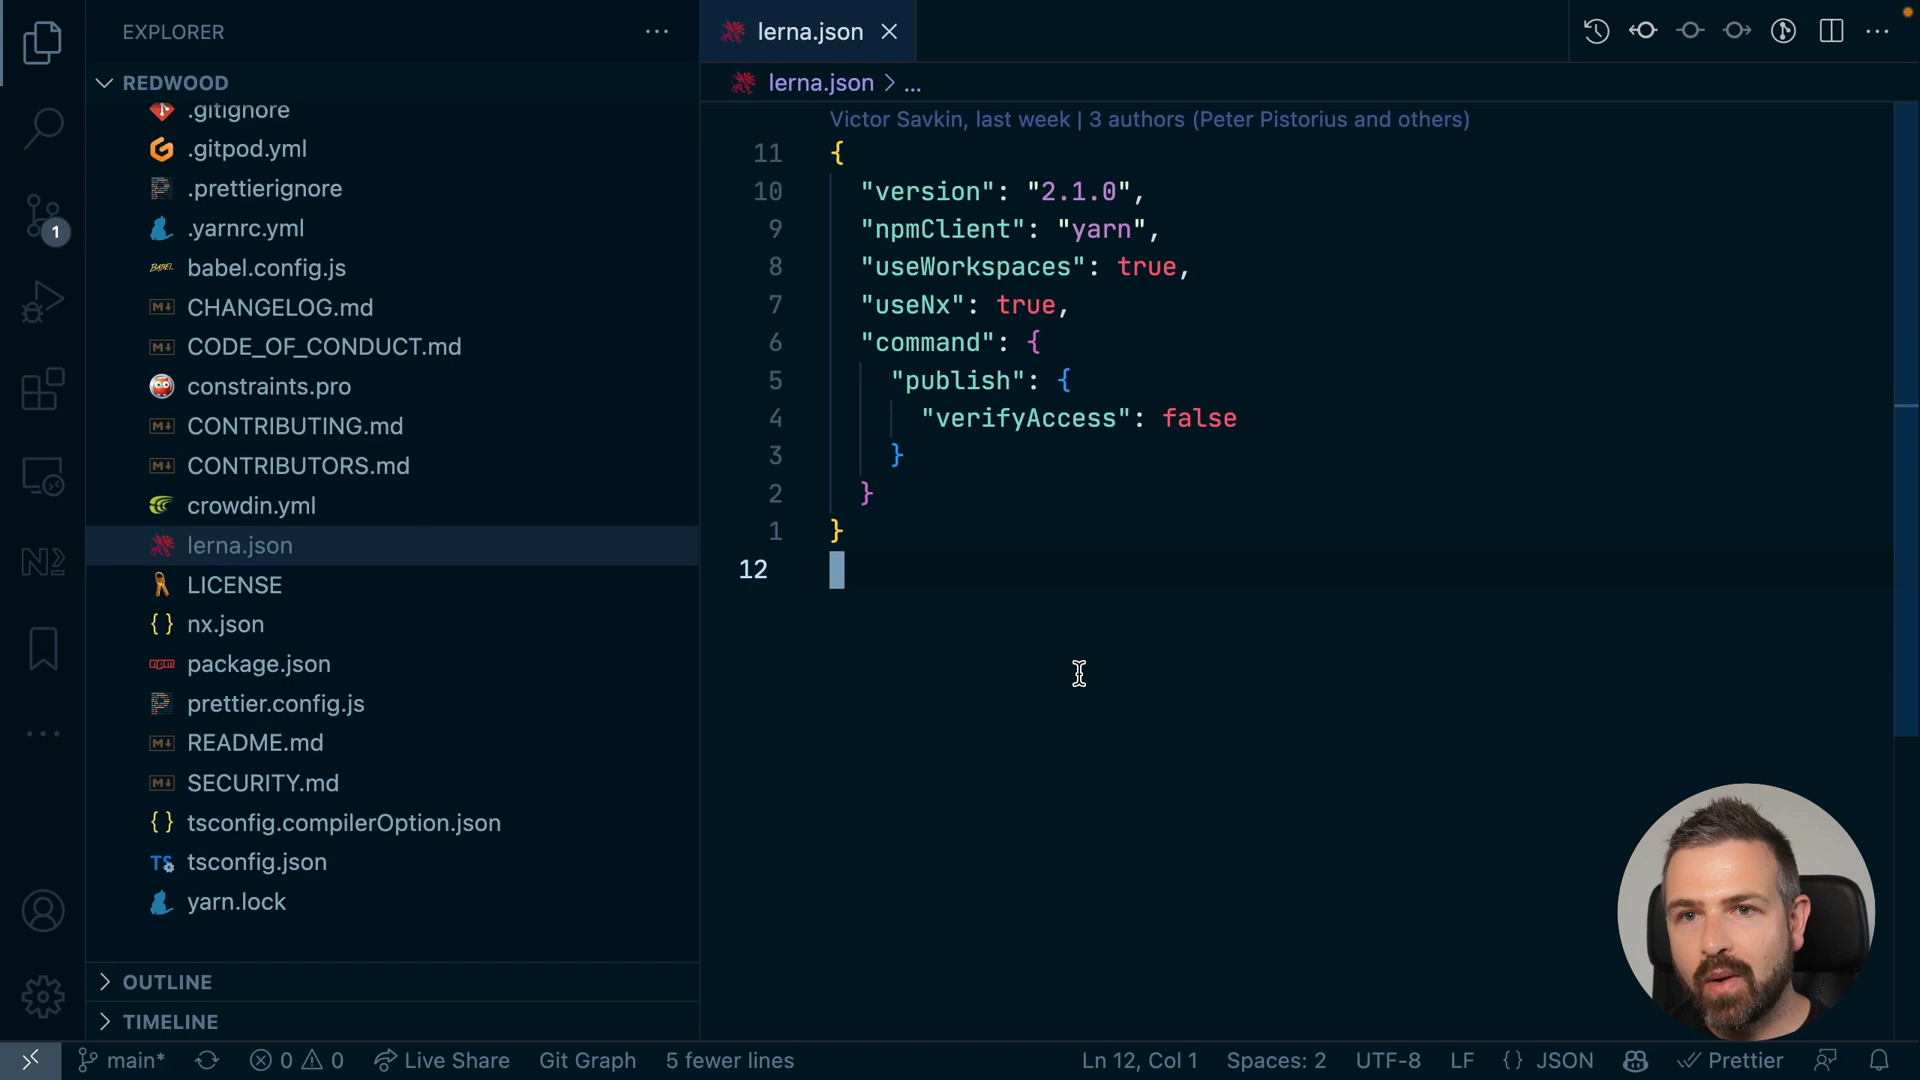 EXPLORER
REDWOOD
.gitignore
.gitpod.yml
.prettierignore
.yarnrc.yml
babel.config.js
CHANGELOG.md
CODE_OF_CONDUCT.md
constraints.pro
CONTRIBUTING.md
CONTRIBUTORS.md
crowdin.yml
lerna.json
LICENSE
nx.json
package.json
prettier.config.js
README.md
SECURITY.md
tsconfig.compilerOption.json
tsconfig.json
yarn.lock
OUTLINE
TIMELINE
1
lerna.json
lerna.json > ...
Victor Savkin, last week | 3 authors (Peter Pistorius and others)
11 {
10 "version": "2.1.0",
9 "npmClient": "yarn",
8 "useWorkspaces": true,
7 "useNx": true,
6 "command": {
5 "publish": {
4 "verifyAccess": false
3 }
2 }
1 }
12
main* 0 0 Live Share Git Graph 5 fewer lines Ln 12, Col 1 Spaces: 2 UTF-8 LF {} JSON Prettier